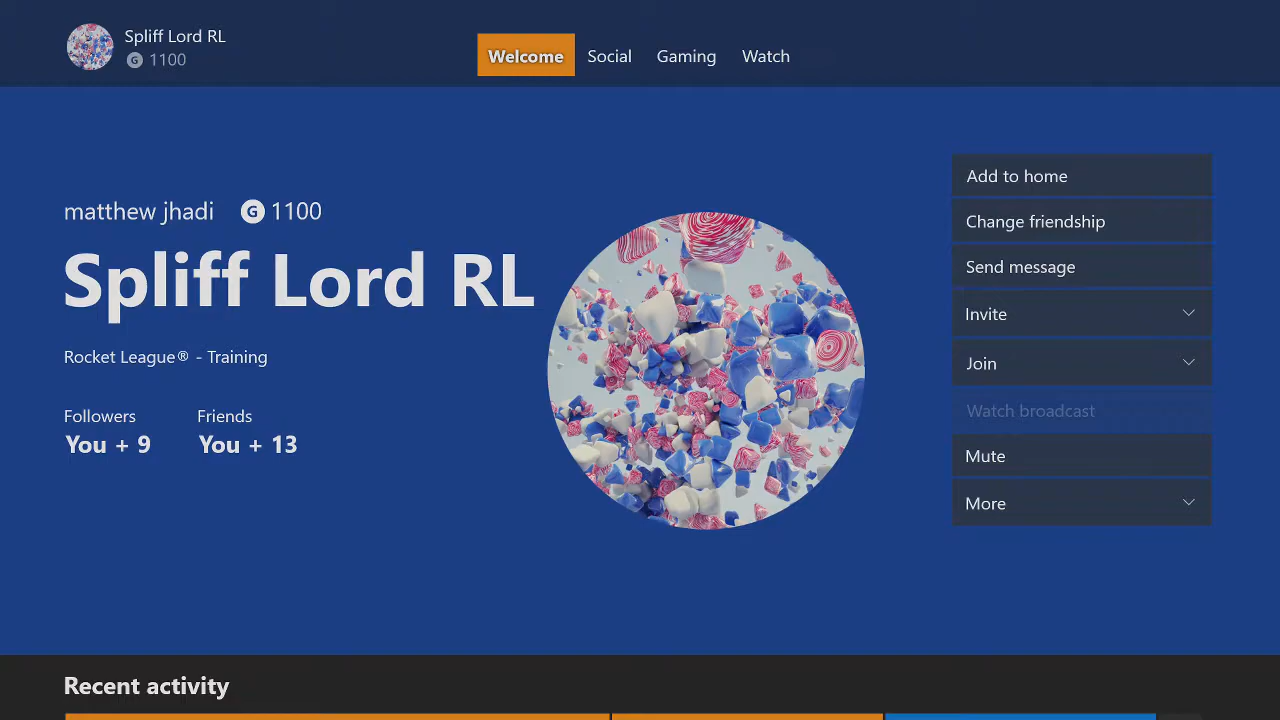 Spliff Lord RL
G 1100
Welcome Social Gaming Watch
matthew jhadi G 1100
Spliff Lord RL
Rocket League® - Training
Followers Friends
You + 9 You + 13
Add to home
Change friendship
Send message
Invite
Join
Watch broadcast
Mute
More
Recent activity